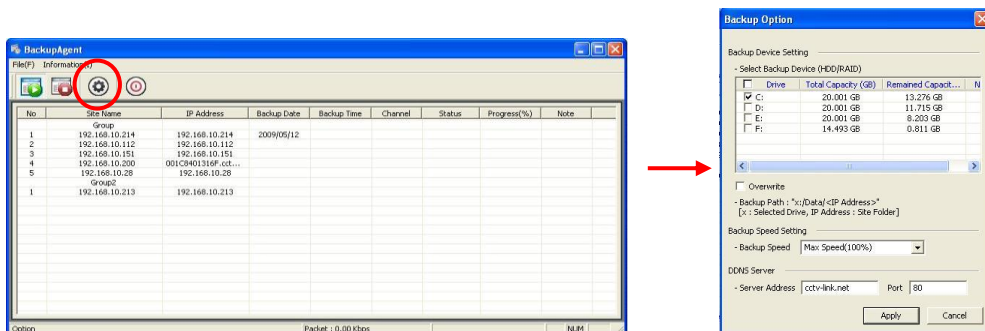 BackupAgent
File(F) Information(I)
No Site Name IP Address Backup Date Backup Time Channel Status Progress(%) Note
Group
1 192.168.10.214 192.168.10.214 2009/05/12
2 192.168.10.112 192.168.10.112
3 192.168.10.151 192.168.10.151
4 192.168.10.200 001C8401316F.cct...
5 192.168.10.28 192.168.10.28
Group2
1 192.168.10.213 192.168.10.213
Option Packet : 0.00 Kbps NUM
Backup Option
Backup Device Setting
- Select Backup Device (HDD/RAID)
Drive Total Capacity (GB) Remained Capacit... N
C: 20.001 GB 13.276 GB
D: 20.001 GB 11.715 GB
E: 20.001 GB 8.203 GB
F: 14.493 GB 0.811 GB
Overwrite
- Backup Path : "x:/Data/<IP Address>"
[x : Selected Drive, IP Address : Site Folder]
Backup Speed Setting
- Backup Speed Max Speed(100%)
DDNS Server
- Server Address cctv-link.net Port 80
Apply Cancel